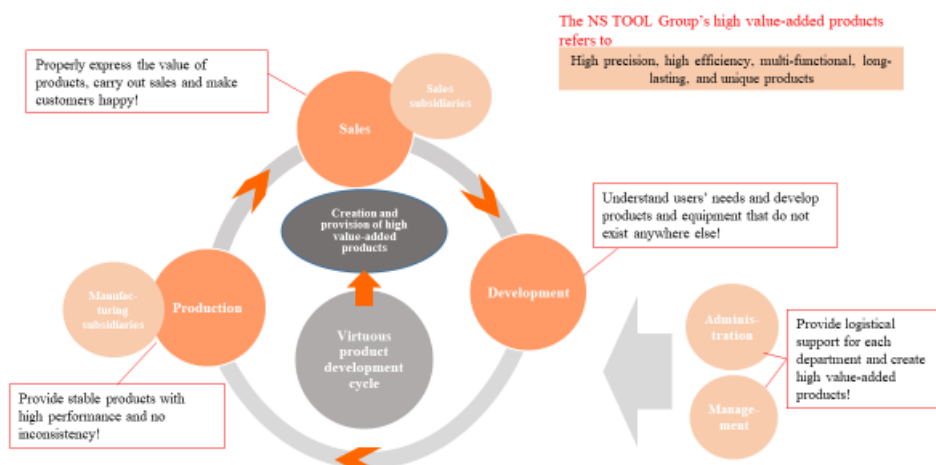 The NS TOOL Group's high value-added products
refers to
High precision, high efficiency, multi-functional, long-
lasting, and unique products
Properly express the value of
products, carry out sales and make
customers happy!
Sales
subsidiaries
Sales
Creation and
provision of high
value-added
products
Understand users' needs and develop
products and equipment that do not
exist anywhere else!
Development
Manufac-
turing
subsidiaries
Production
Virtuous
product
development
cycle
Adminis-
tration
Manage-
ment
Provide logistical
support for each
department and create
high value-added
products!
Provide stable products with
high performance and no
inconsistency!